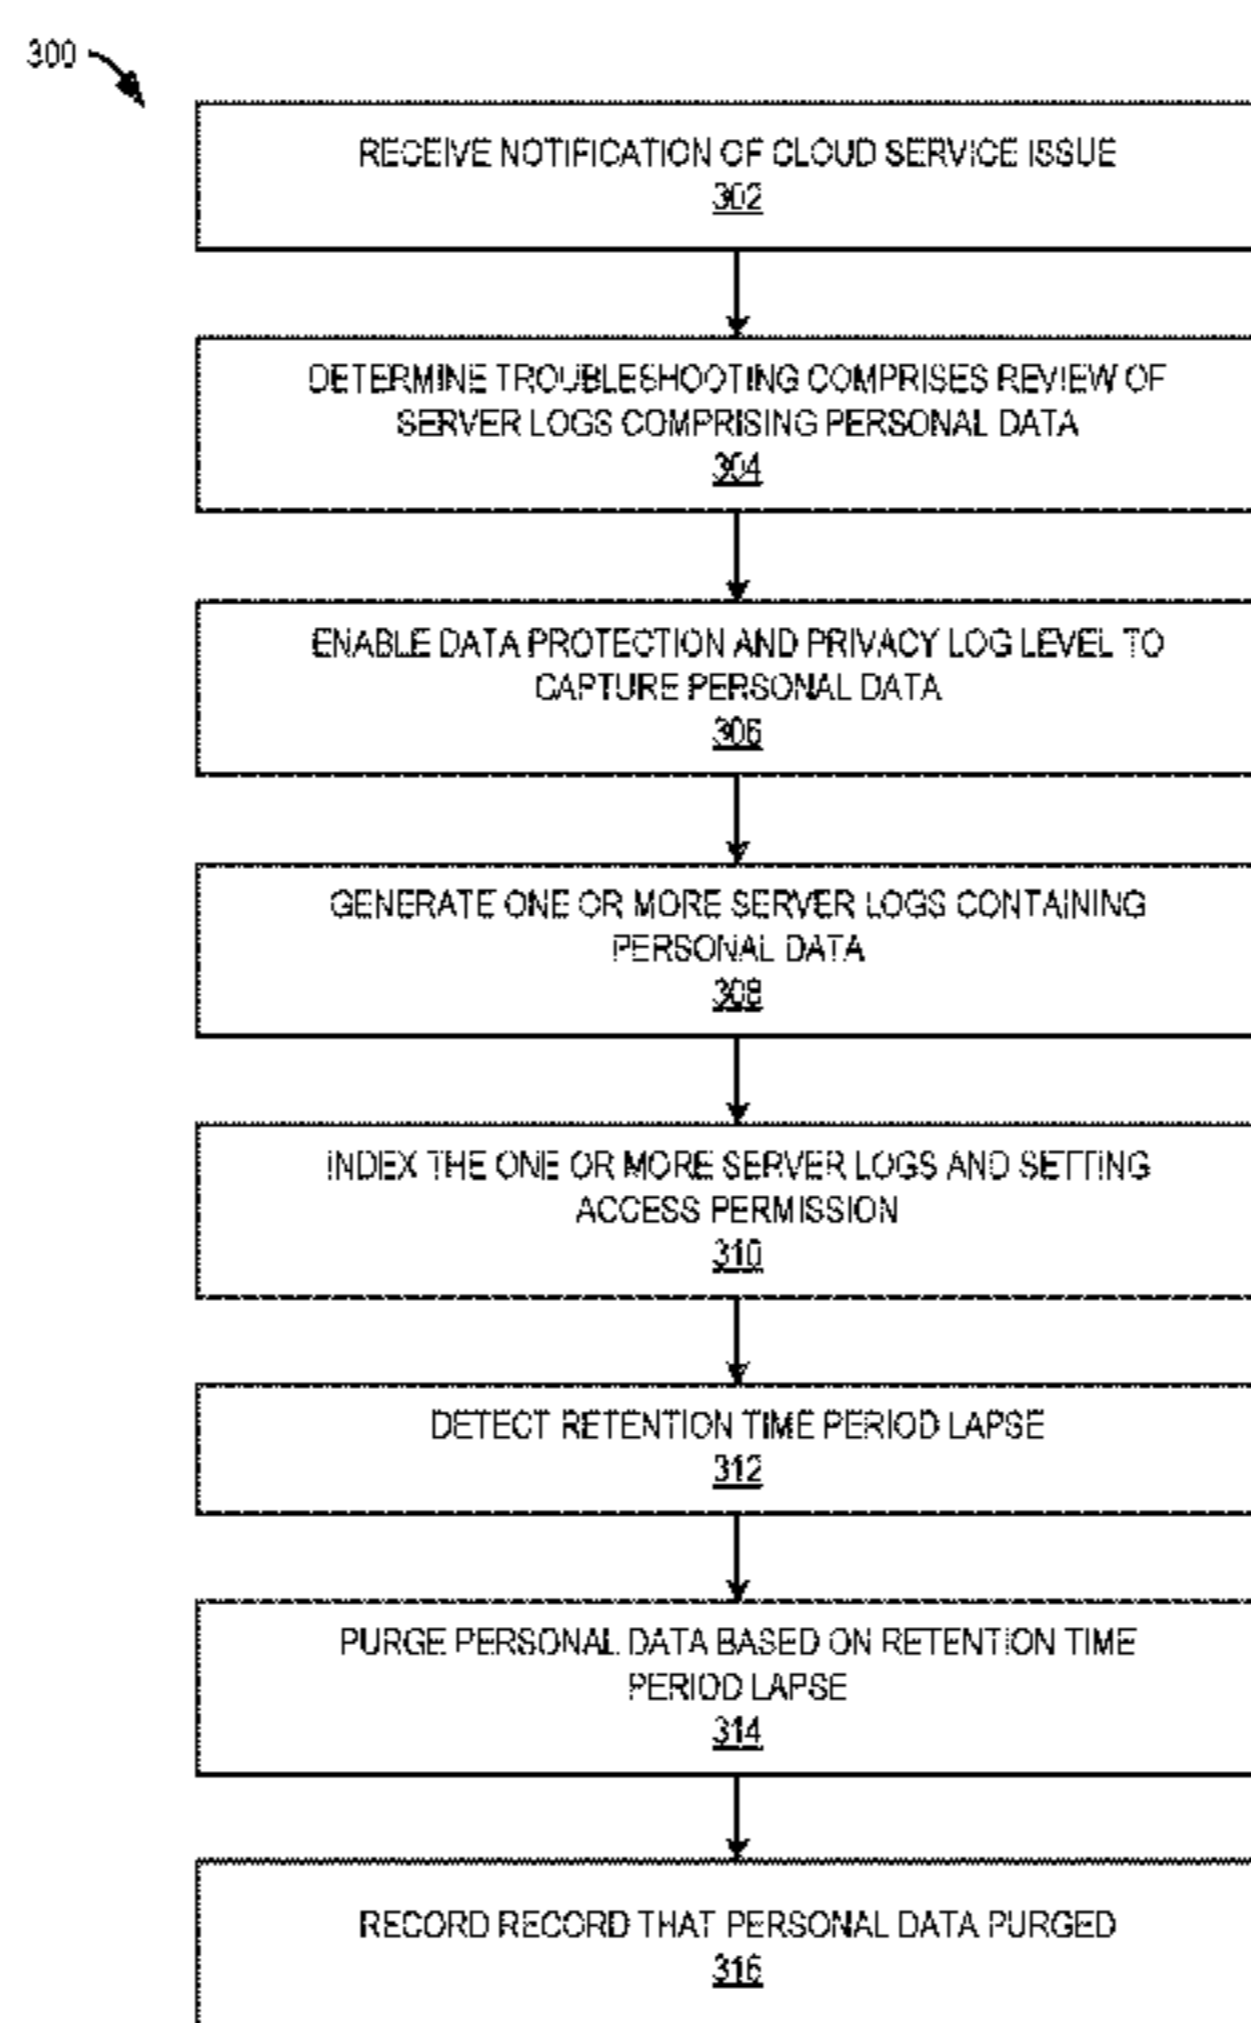 300
RECEIVE NOTIFICATION OF CLOUD SERVICE ISSUE
302
DETERMINE TROUBLESHOOTING COMPRISES REVIEW OF
SERVER LOGS COMPRISING PERSONAL DATA
304
ENABLE DATA PROTECTION AND PRIVACY LOG LEVEL TO
CAPTURE PERSONAL DATA
306
GENERATE ONE OR MORE SERVER LOGS CONTAINING
PERSONAL DATA
308
INDEX THE ONE OR MORE SERVER LOGS AND SETTING
ACCESS PERMISSION
310
DETECT RETENTION TIME PERIOD LAPSE
312
PURGE PERSONAL DATA BASED ON RETENTION TIME
PERIOD LAPSE
314
RECORD RECORD THAT PERSONAL DATA PURGED
316